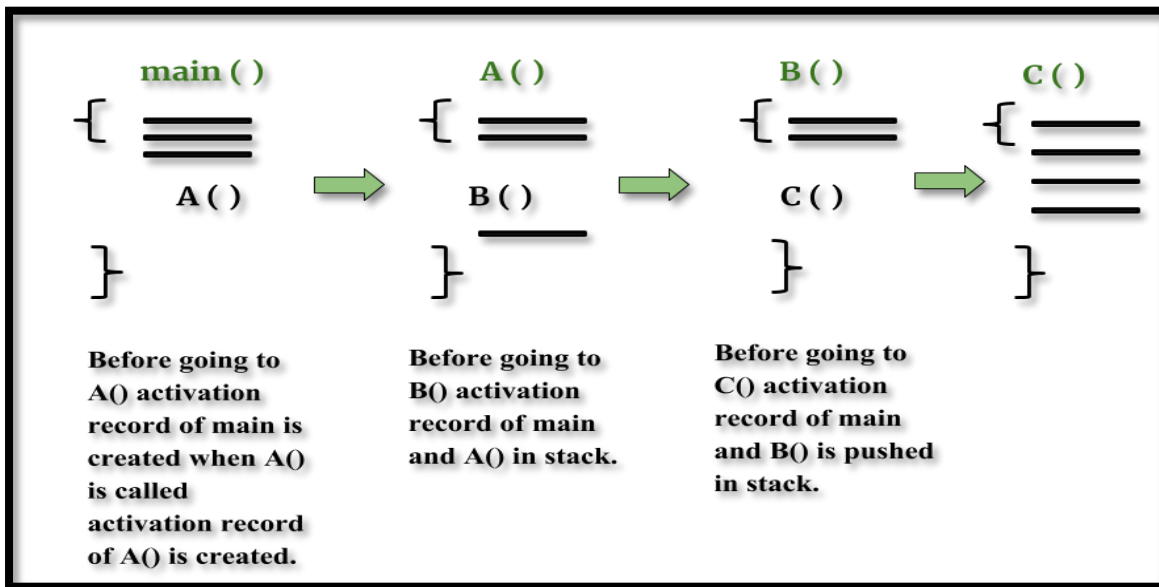 main ( )
A ( )
Before going to
A() activation
record of main is
created when A()
is called
activation record
of A() is created.
A ( )
B ( )
Before going to
B() activation
record of main
and A() in stack.
B ( )
C ( )
Before going to
C() activation
record of main
and B() is pushed
in stack.
C ( )